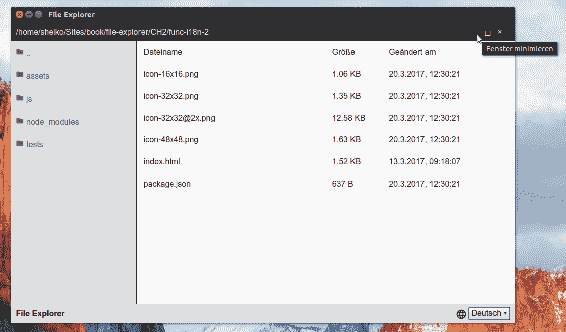 File Explorer
/home/sheiko/Sites/book/file-explorer/CH2/func-i18n-2
Fenster minimieren
..
assets
js
node_modules
tests
Dateiname Größe Geändert am
icon-16x16.png 1.06 KB 20.3.2017, 12:30:21
icon-32x32.png 1.35 KB 20.3.2017, 12:30:21
icon-32x32@2x.png 12.58 KB 20.3.2017, 12:30:21
icon-48x48.png 1.63 KB 20.3.2017, 12:30:21
index.html 1.52 KB 13.3.2017, 09:18:07
package.json 637 B 20.3.2017, 12:30:21
File Explorer
Deutsch